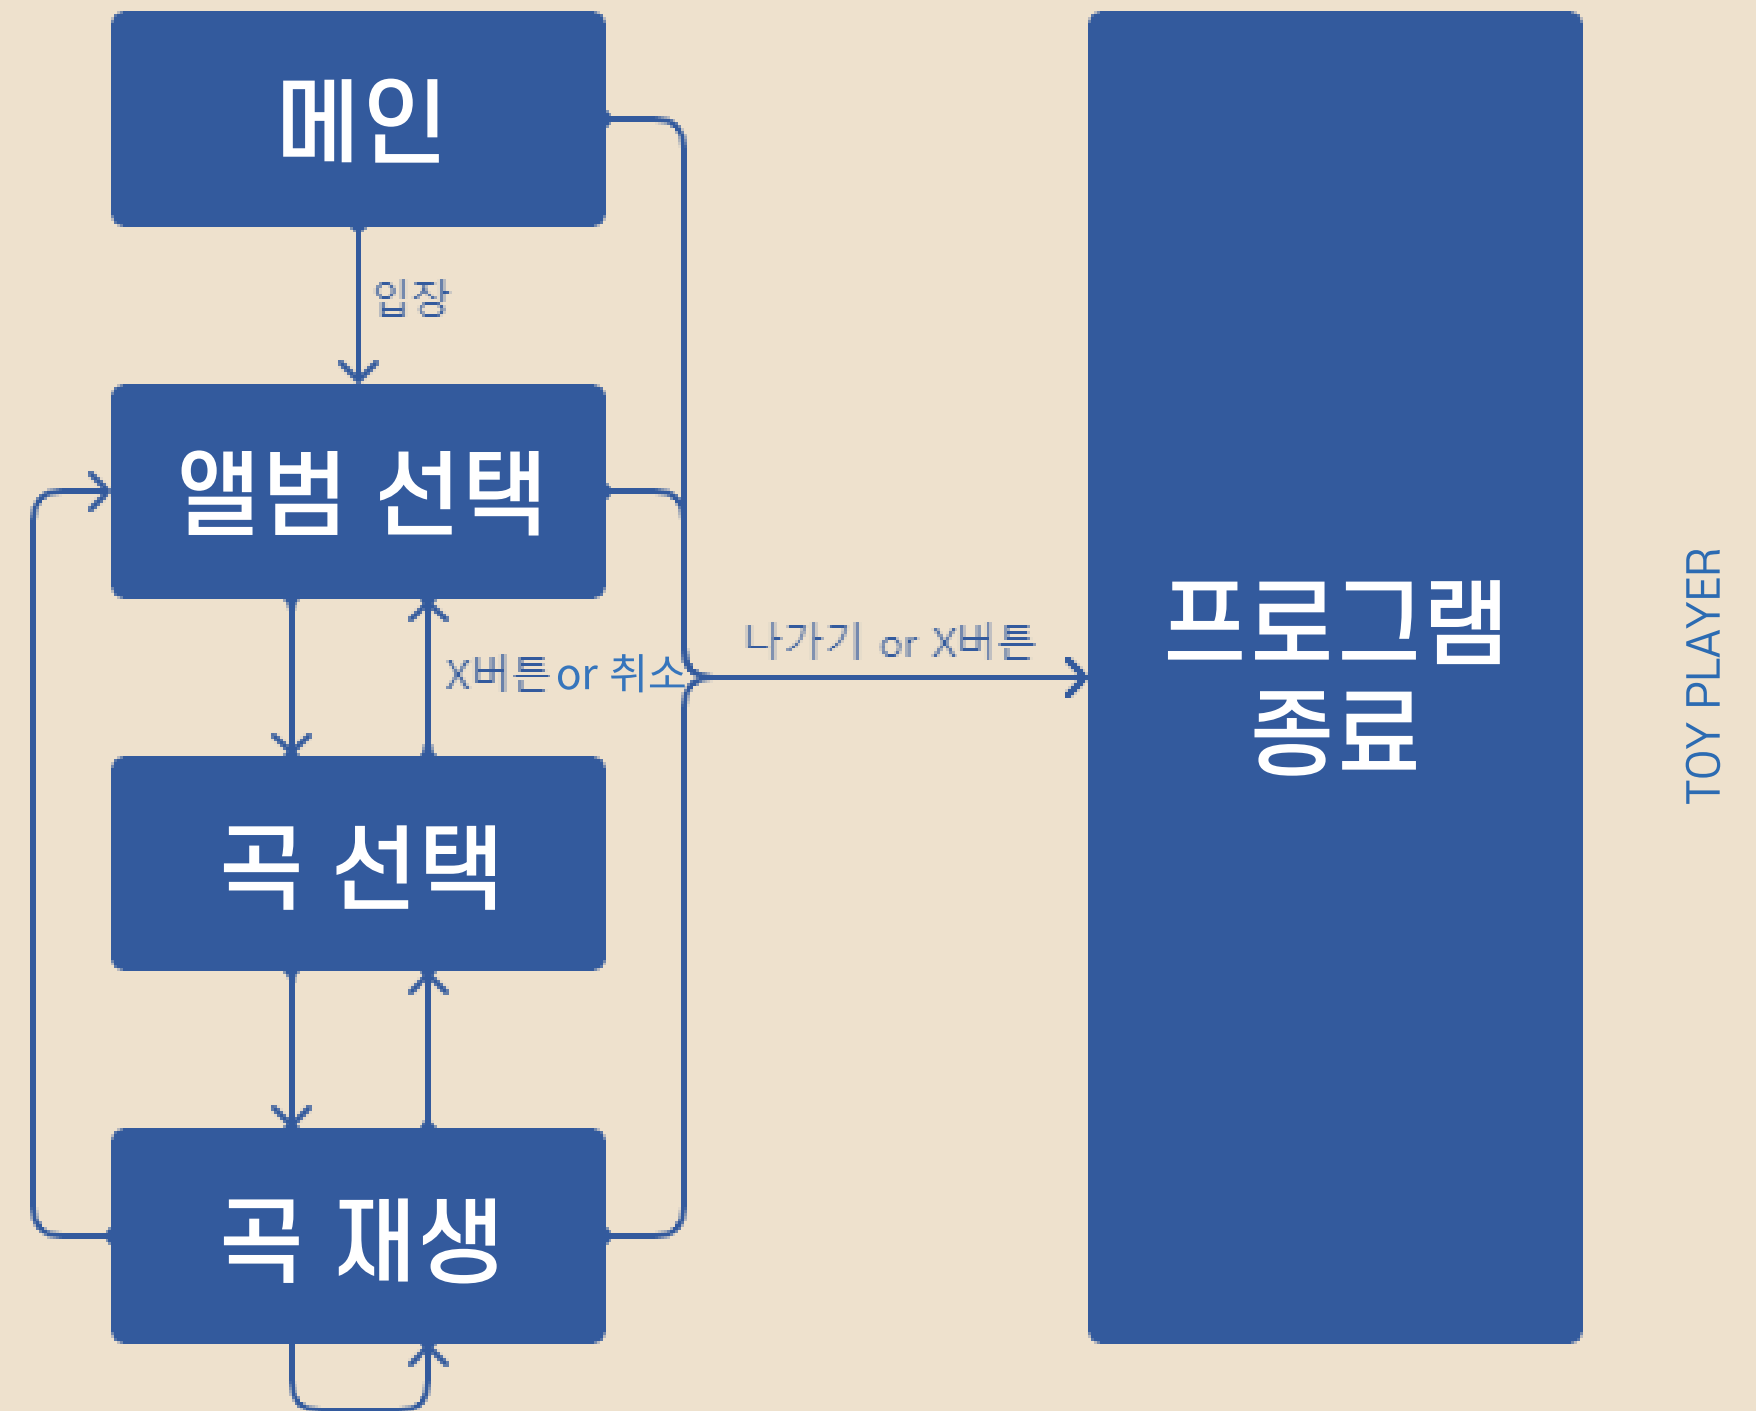 메인
입장
앨범 선택
X버튼or 취소
나가기 or X버튼
곡 선택
곡 재생
프로그램
종료
TOY PLAYER